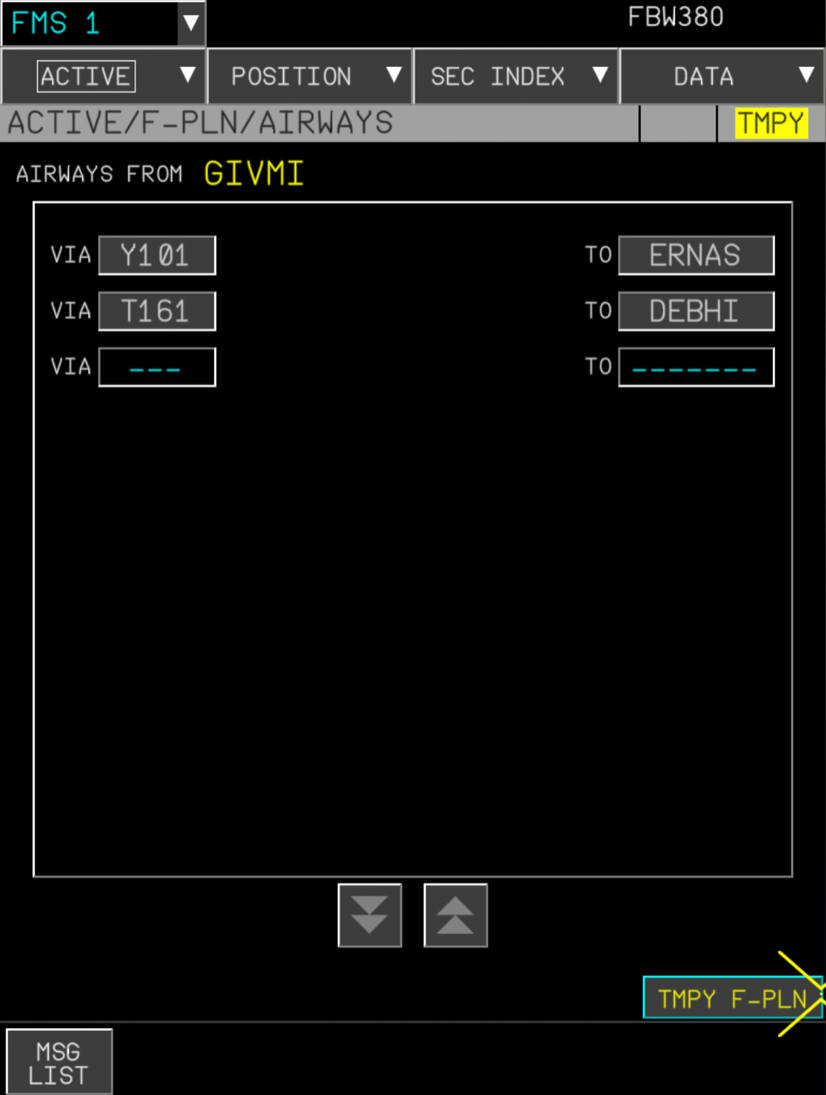 FMS 1 ▼ FBW380
ACTIVE ▼ POSITION ▼ SEC INDEX ▼ DATA ▼
ACTIVE/F-PLN/AIRWAYS TMPY
AIRWAYS FROM GIVMI
VIA Y101 TO ERNAS
VIA T161 TO DEBHI
VIA --- TO -------
TMPY F-PLN
MSG
LIST